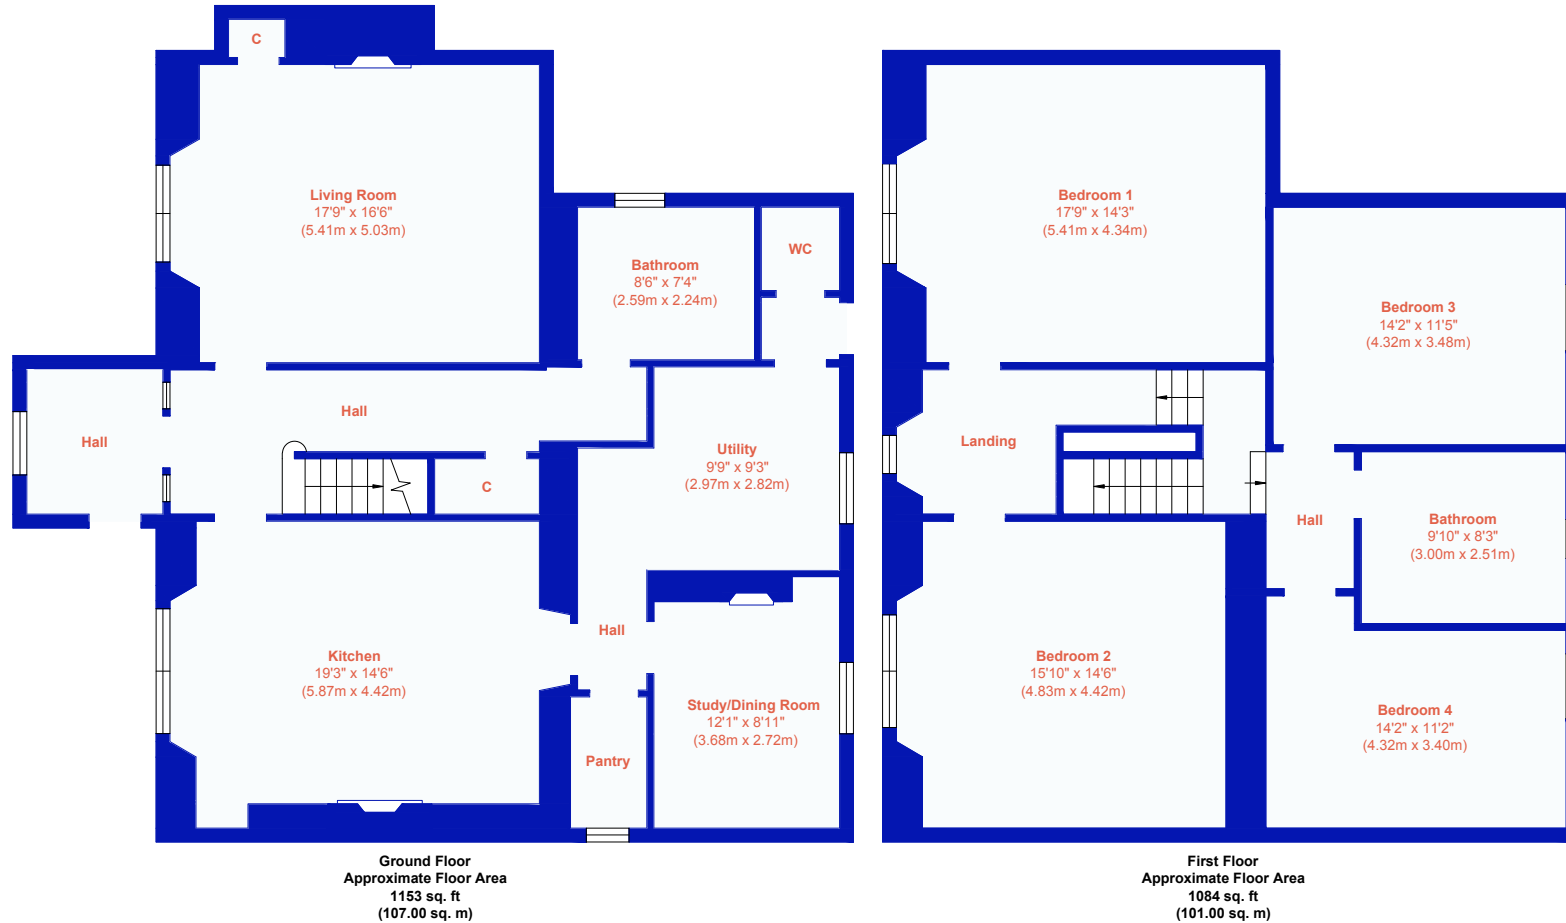 C
Living Room
17'9" x 16'6"
(5.41m x 5.03m)
Bathroom
8'6" x 7'4"
(2.59m x 2.24m)
WC
Hall
Hall
Utility
9'9" x 9'3"
(2.97m x 2.82m)
C
Kitchen
19'3" x 14'6"
(5.87m x 4.42m)
Hall
Study/Dining Room
12'1" x 8'11"
(3.68m x 2.72m)
Pantry
Ground Floor
Approximate Floor Area
1153 sq. ft
(107.00 sq. m)
Bedroom 1
17'9" x 14'3"
(5.41m x 4.34m)
Bedroom 3
14'2" x 11'5"
(4.32m x 3.48m)
Landing
Hall
Bathroom
9'10" x 8'3"
(3.00m x 2.51m)
Bedroom 2
15'10" x 14'6"
(4.83m x 4.42m)
Bedroom 4
14'2" x 11'2"
(4.32m x 3.40m)
First Floor
Approximate Floor Area
1084 sq. ft
(101.00 sq. m)